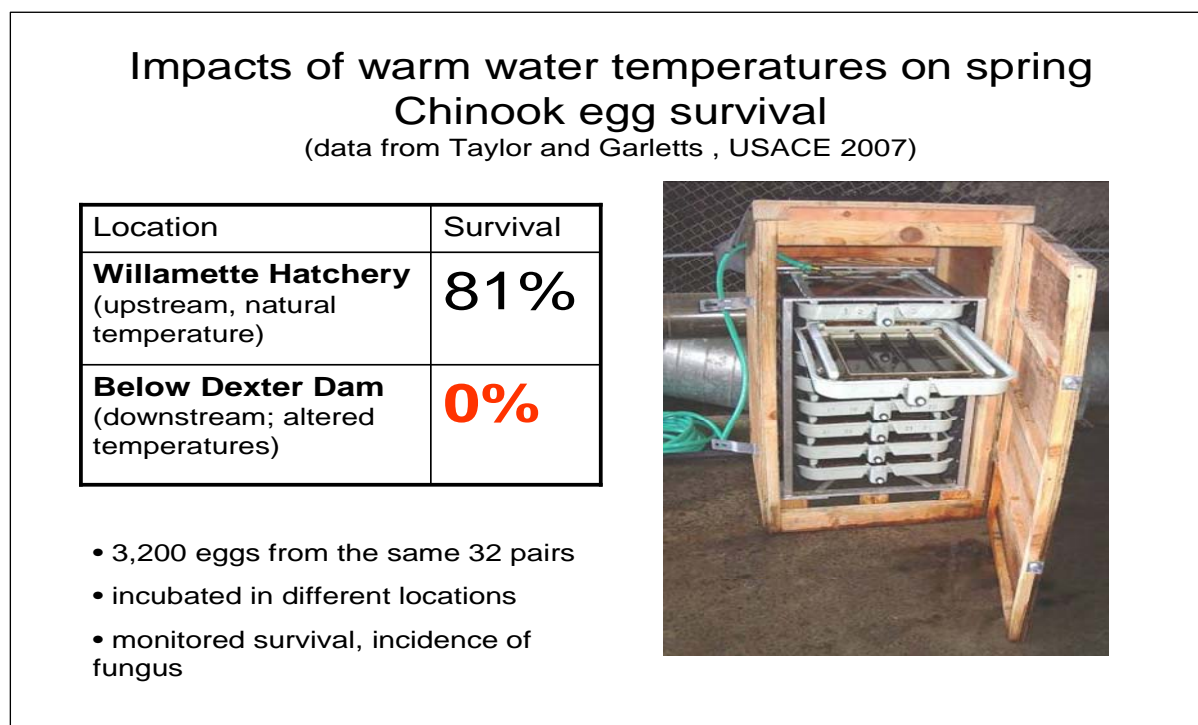 Impacts of warm water temperatures on spring
Chinook egg survival
(data from Taylor and Garletts , USACE 2007)
Location Survival
Willamette Hatchery 81%
(upstream, natural
temperature)
Below Dexter Dam 0%
(downstream; altered
temperatures)
• 3,200 eggs from the same 32 pairs
• incubated in different locations
• monitored survival, incidence of
fungus